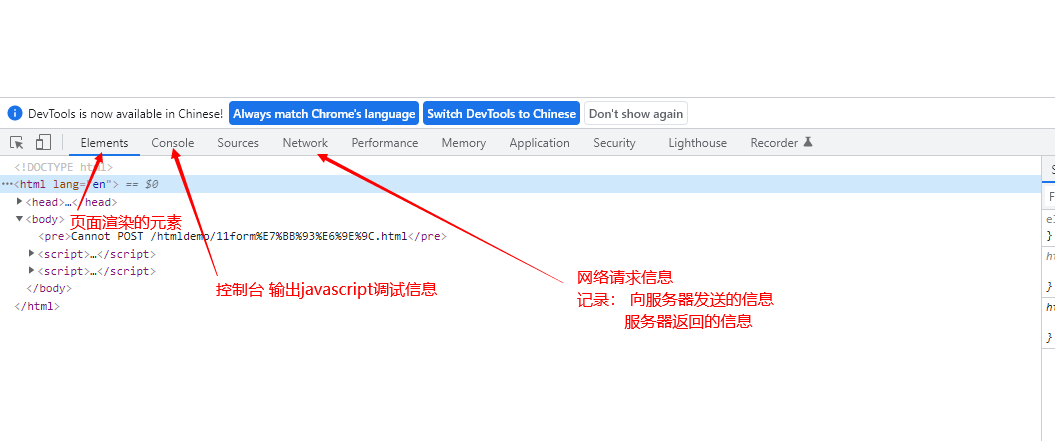 DevTools is now available in Chinese! Always match Chrome's language Switch DevTools to Chinese Don't show again
Elements Console Sources Network Performance Memory Application Security Lighthouse Recorder
<!DOCTYPE html>
···<html lang="en"> == $0
<head>…</head>
<body>
页面渲染的元素
<pre>Cannot POST /htmldemo/11form%E7%BB%93%E6%9E%9C.html</pre>
<script>…</script>
<script>…</script>
</body>
</html>
控制台 输出javascript调试信息
网络请求信息
记录： 向服务器发送的信息
服务器返回的信息
S
F
el
}
ht
}
ht
}